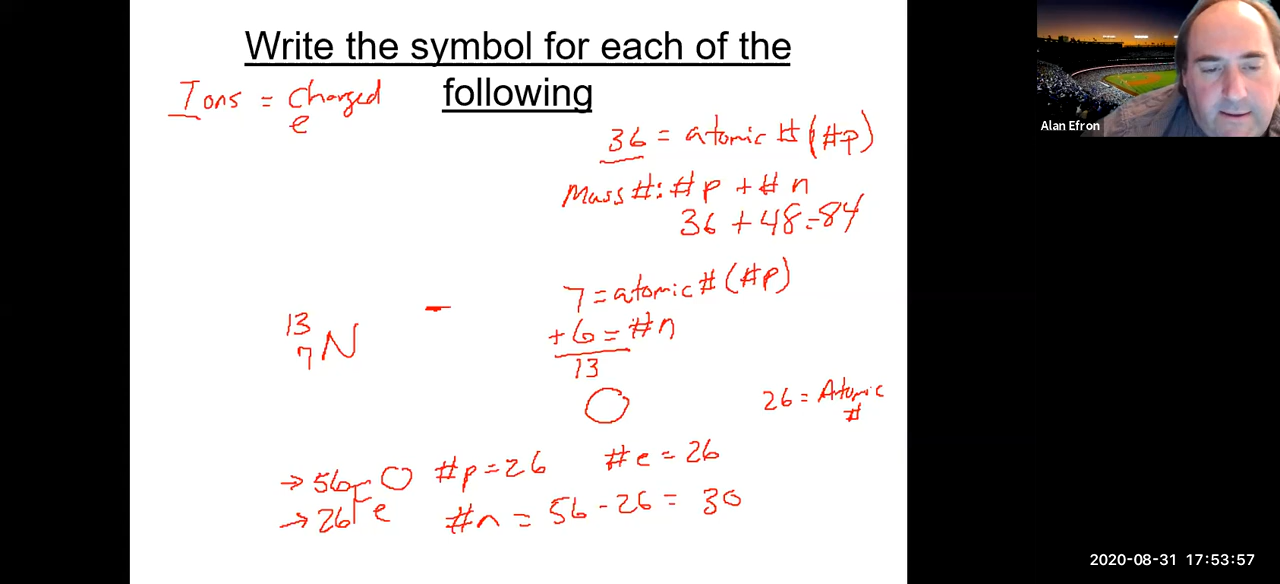 Write the symbol for each of the
following
Ions = Charged
e
36 = atomic # (#p)
Mass #: #p + #n
36 + 48 = 84
7 = atomic # (#p)
+ 6 = #n
13
13
7 N
-
O
26 = Atomic
#
→ 56 O #p = 26 #e = 26
→ 26 Fe #n = 56 - 26 = 30
Alan Efron
2020-08-31 17:53:57